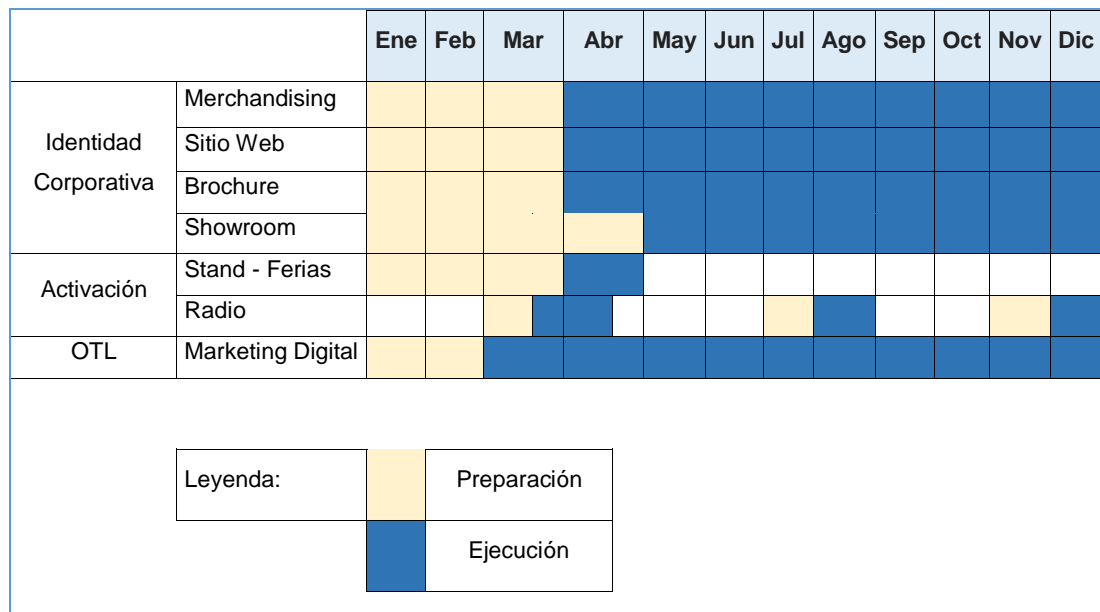 Ene Feb Mar Abr May Jun Jul Ago Sep Oct Nov Dic
Identidad
Corporativa
Merchandising
Sitio Web
Brochure
Showroom
Activación
Stand - Ferias
Radio
OTL
Marketing Digital
Leyenda:
Preparación
Ejecución